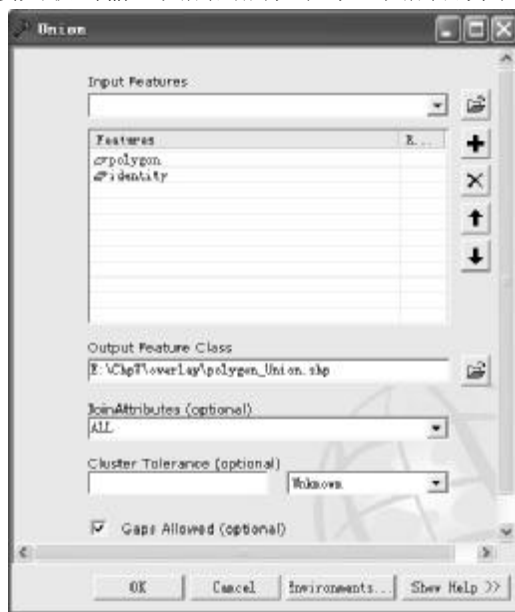 Union
Input Features
Features R...
polygon
identity
Output Feature Class
E:\Chp7\overlay\polygon_Union.shp
JoinAttributes (optional)
ALL
Cluster Tolerance (optional)
Unknown
Gaps Allowed (optional)
OK Cancel Environments... Show Help >>